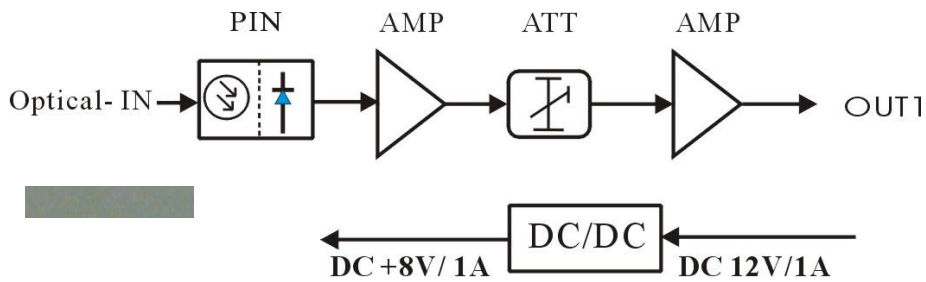 PIN AMP ATT AMP
Optical- IN OUT1
DC/DC
DC +8V/ 1A DC 12V/1A